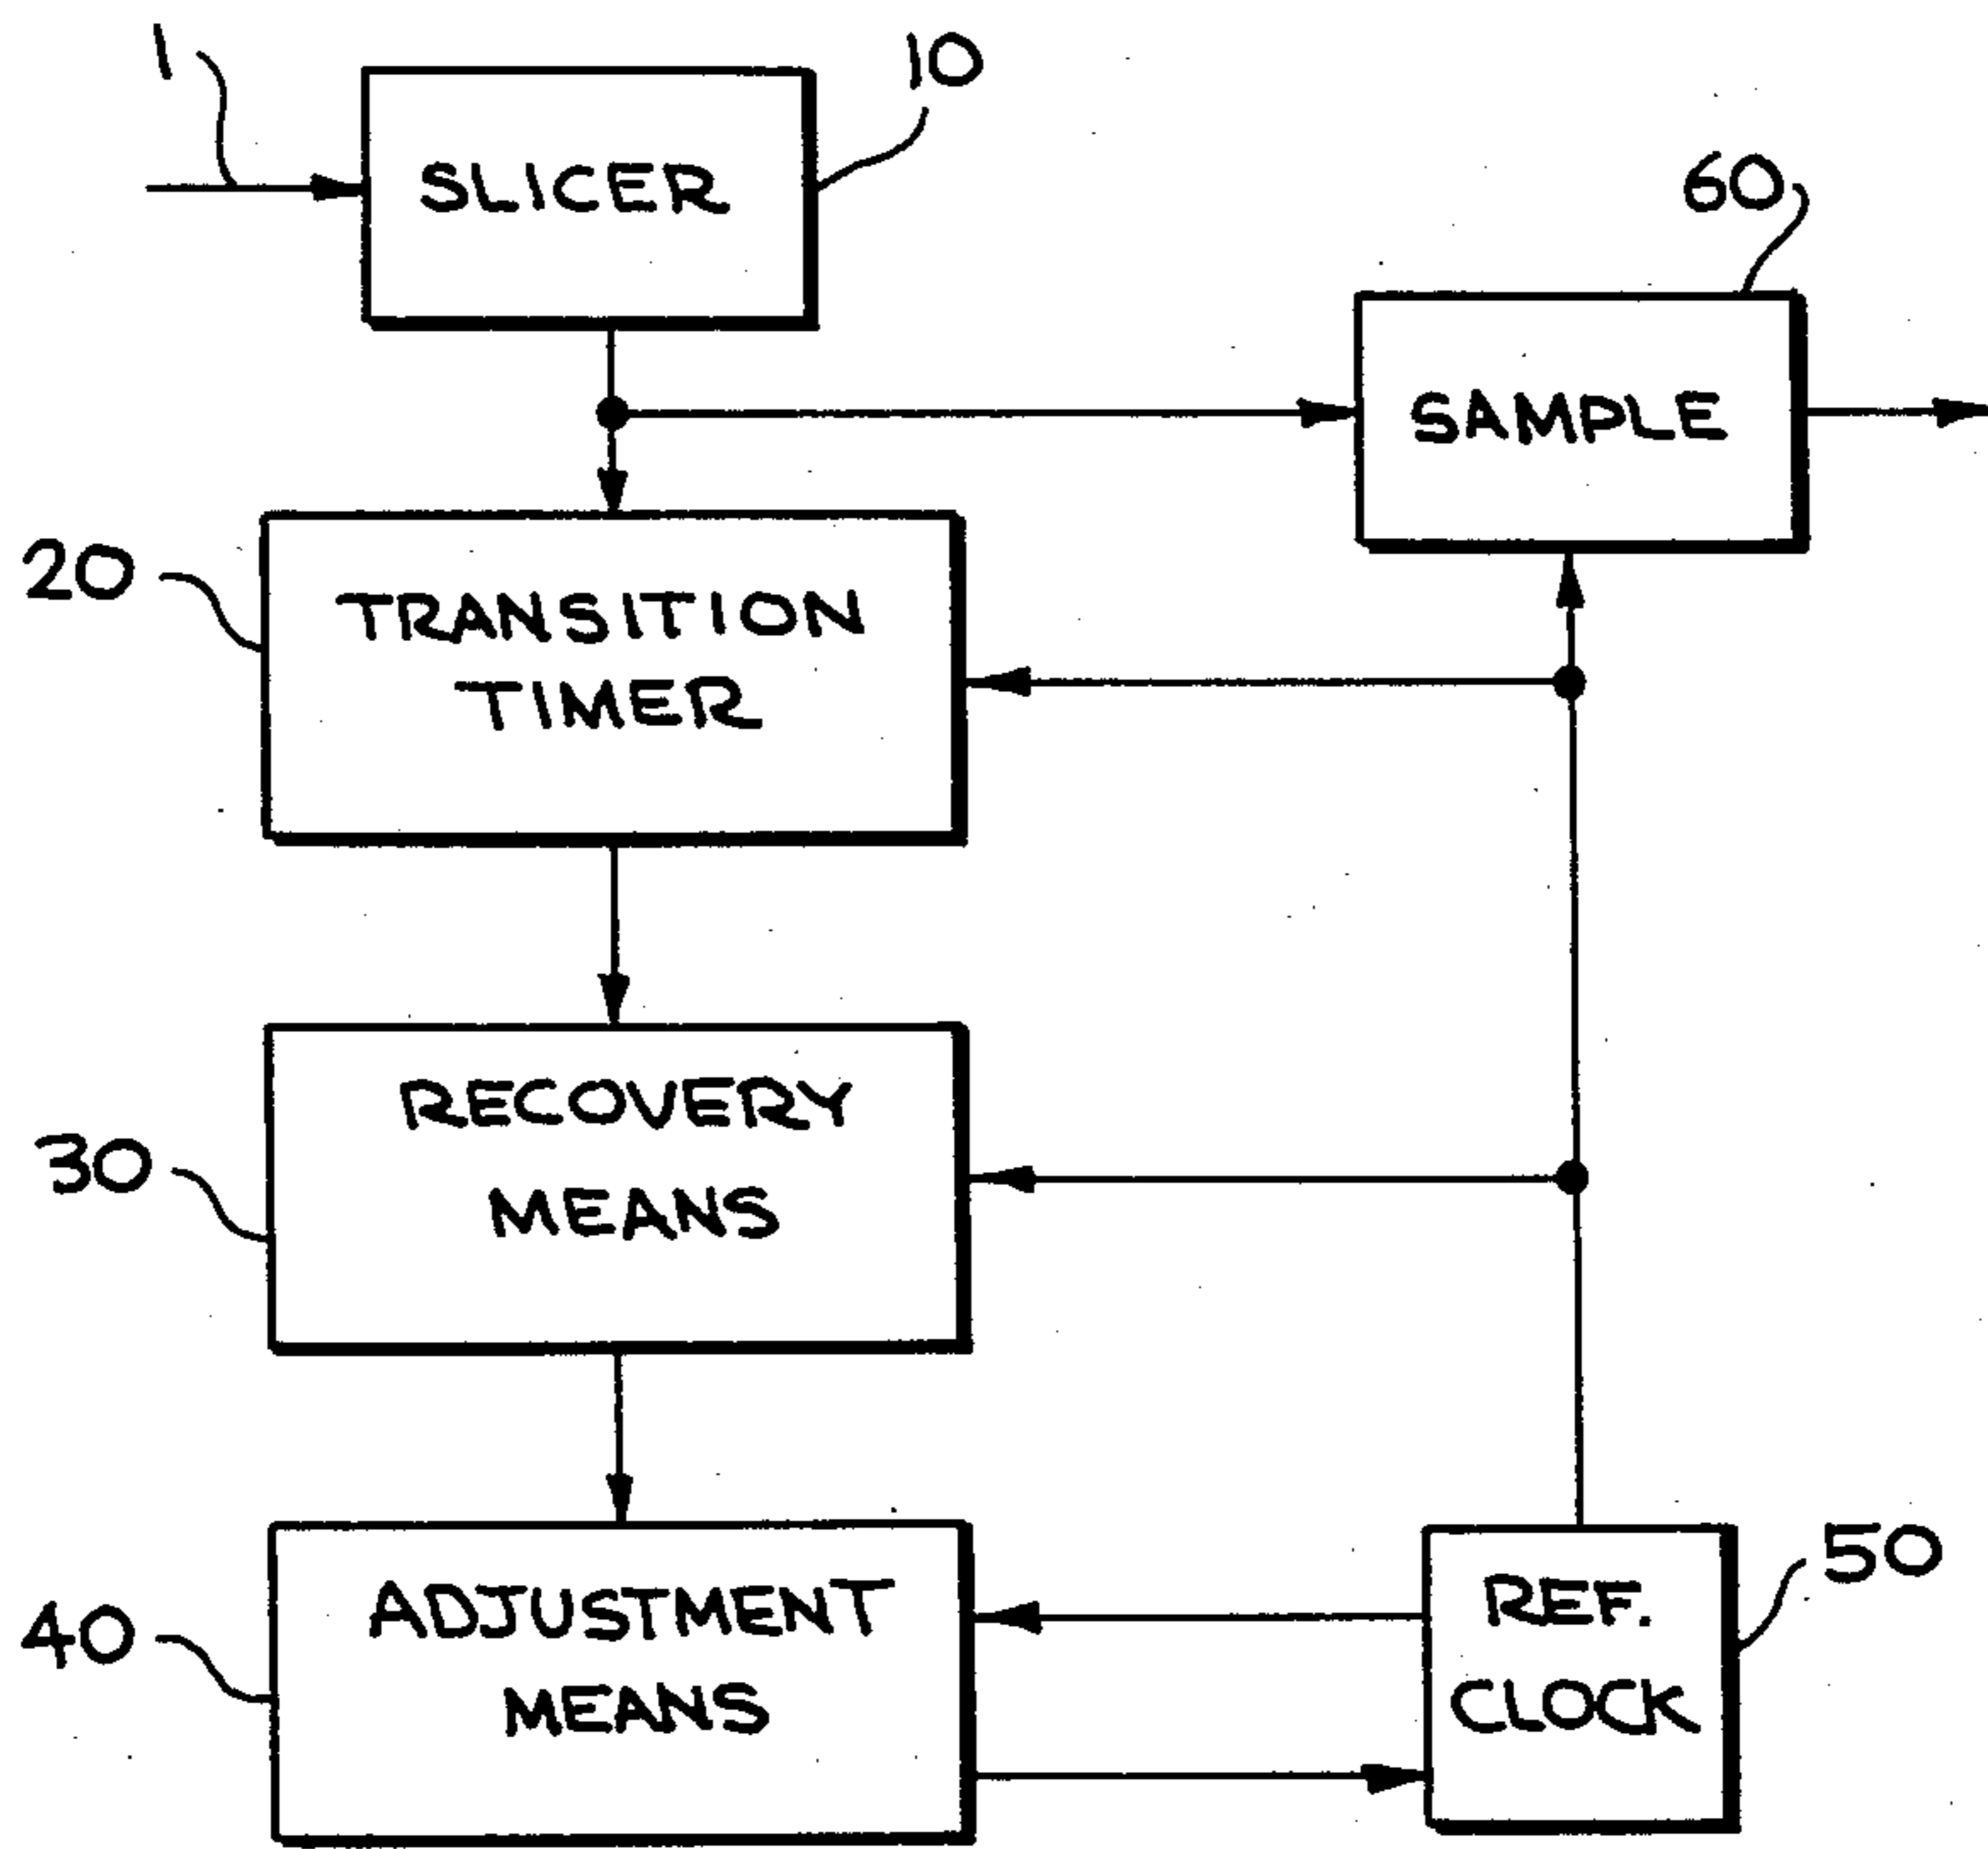 1
10
SLICER
60
SAMPLE
20
TRANSITION
TIMER
RECOVERY
30
MEANS
50
REF.
ADJUSTMENT
40
CLOCK
MEANS